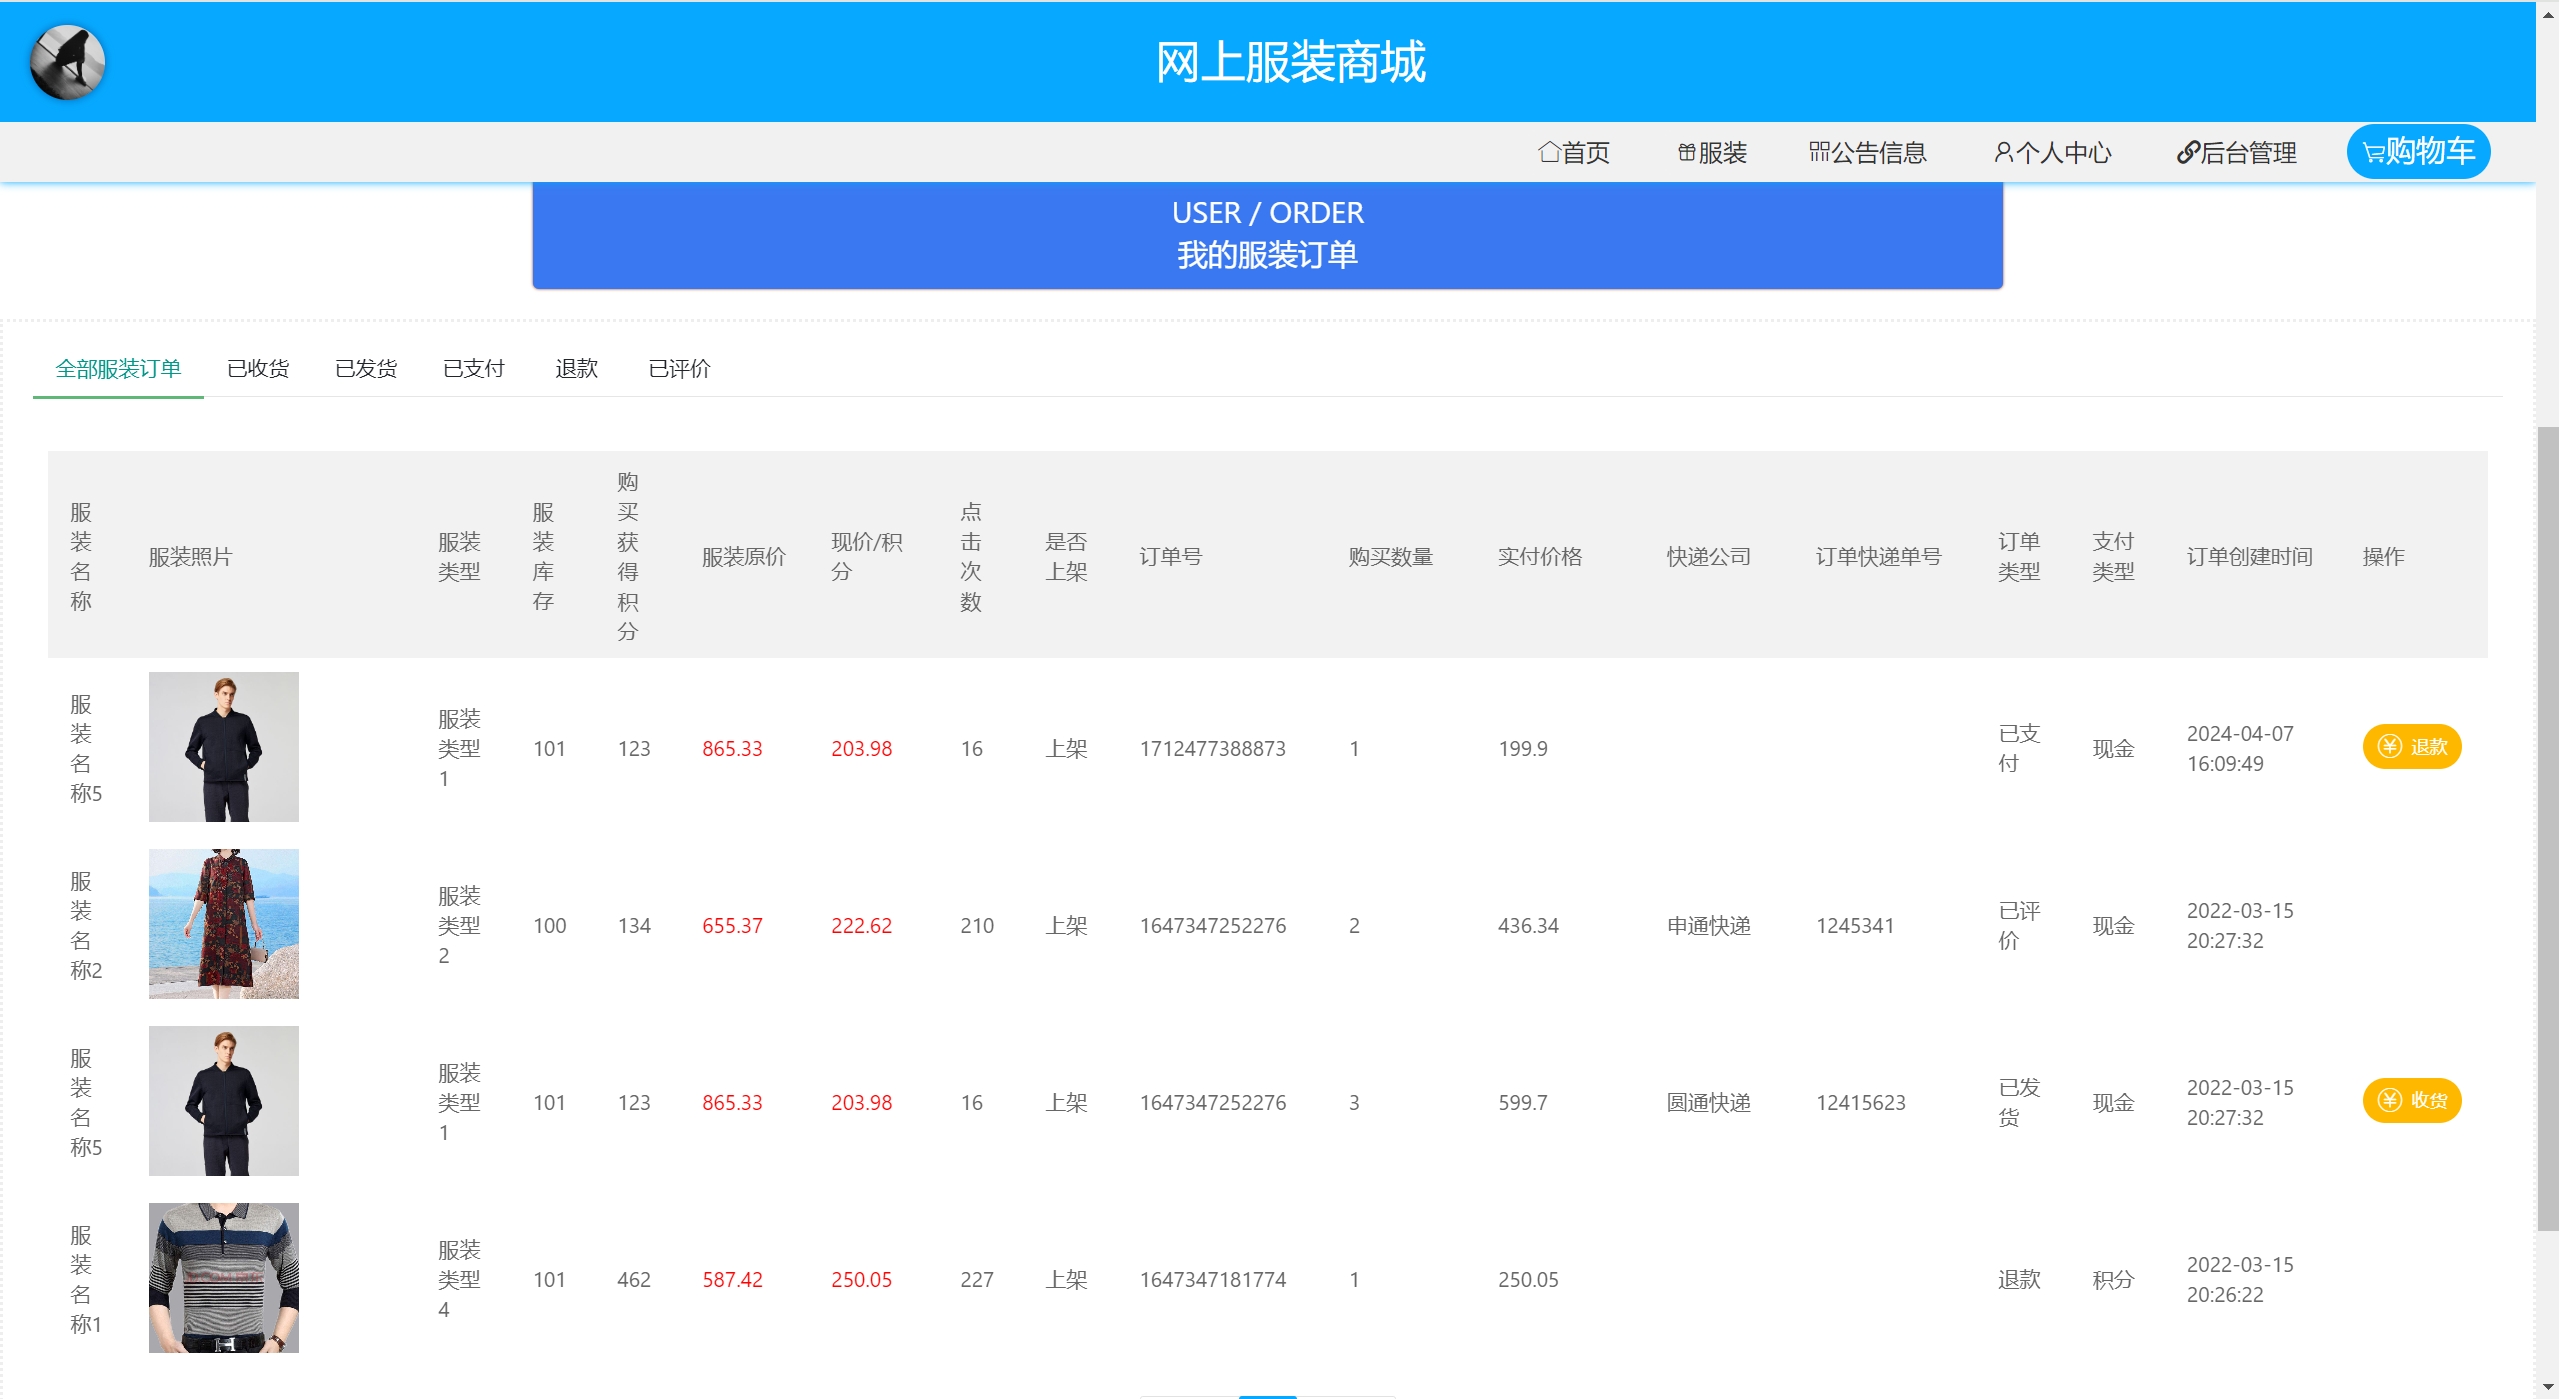 网上服装商城
首页 服装 公告信息 个人中心 后台管理 购物车
USER / ORDER
我的服装订单
全部服装订单 已收货 已发货 已支付 退款 已评价
服装名称 服装照片 服装类型 服装库存 购买获得积分 服装原价 现价/积分 点击次数 是否上架 订单号 购买数量 实付价格 快递公司 订单快递单号 订单类型 支付类型 订单创建时间 操作
服装名称5 服装类型1 101 123 865.33 203.98 16 上架 1712477388873 1 199.9 已支付 现金 2024-04-07 16:09:49 退款
服装名称2 服装类型2 100 134 655.37 222.62 210 上架 1647347252276 2 436.34 申通快递 1245341 已评价 现金 2022-03-15 20:27:32
服装名称5 服装类型1 101 123 865.33 203.98 16 上架 1647347252276 3 599.7 圆通快递 12415623 已发货 现金 2022-03-15 20:27:32 收货
服装名称1 服装类型4 101 462 587.42 250.05 227 上架 1647347181774 1 250.05 退款 积分 2022-03-15 20:26:22